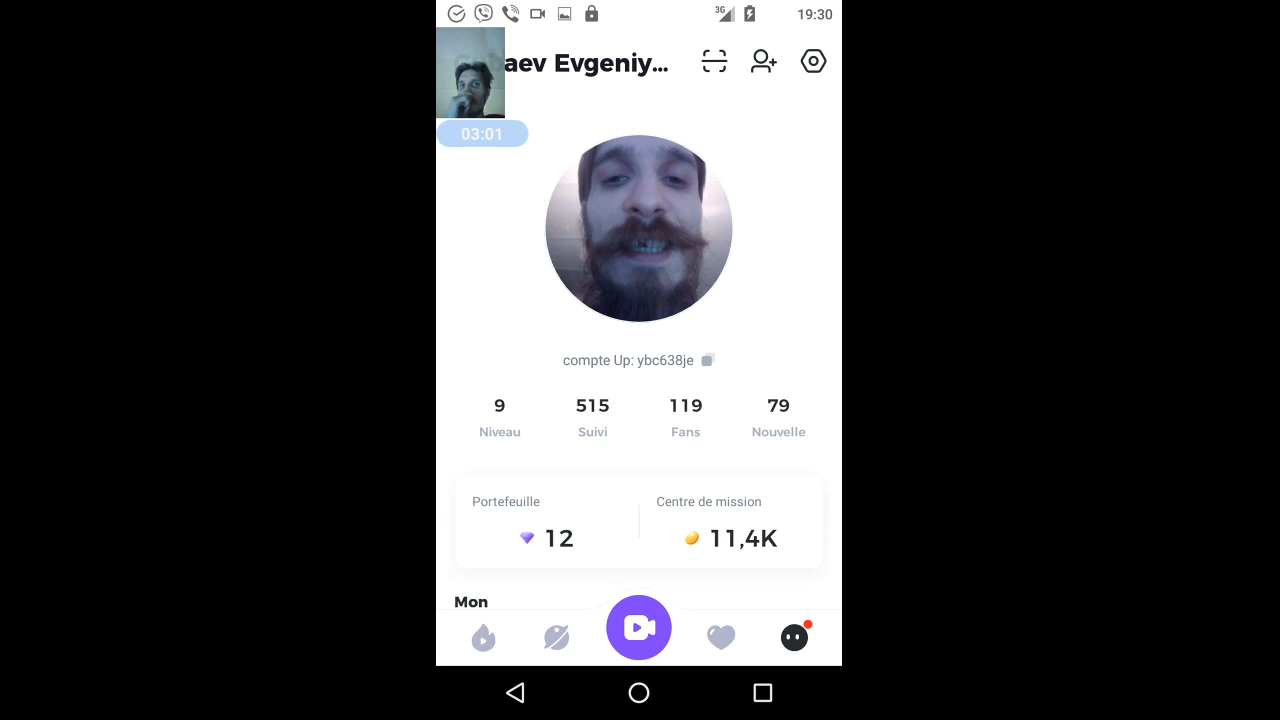 3G 19:30
aev Evgeniy...
03:01
compte Up: ybc638je
9 515 119 79
Niveau Suivi Fans Nouvelle
Portefeuille Centre de mission
12 11,4K
Mon